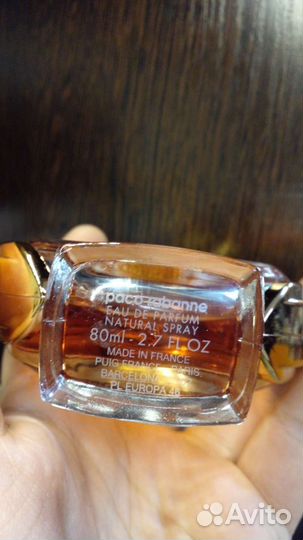 paco rabanne
EAU DE PARFUM
NATURAL SPRAY
80ml - 2.7 FL.OZ
MADE IN FRANCE
PUIG FRANCE - PARIS
BARCELONA
PL EUROPA 46
Avito